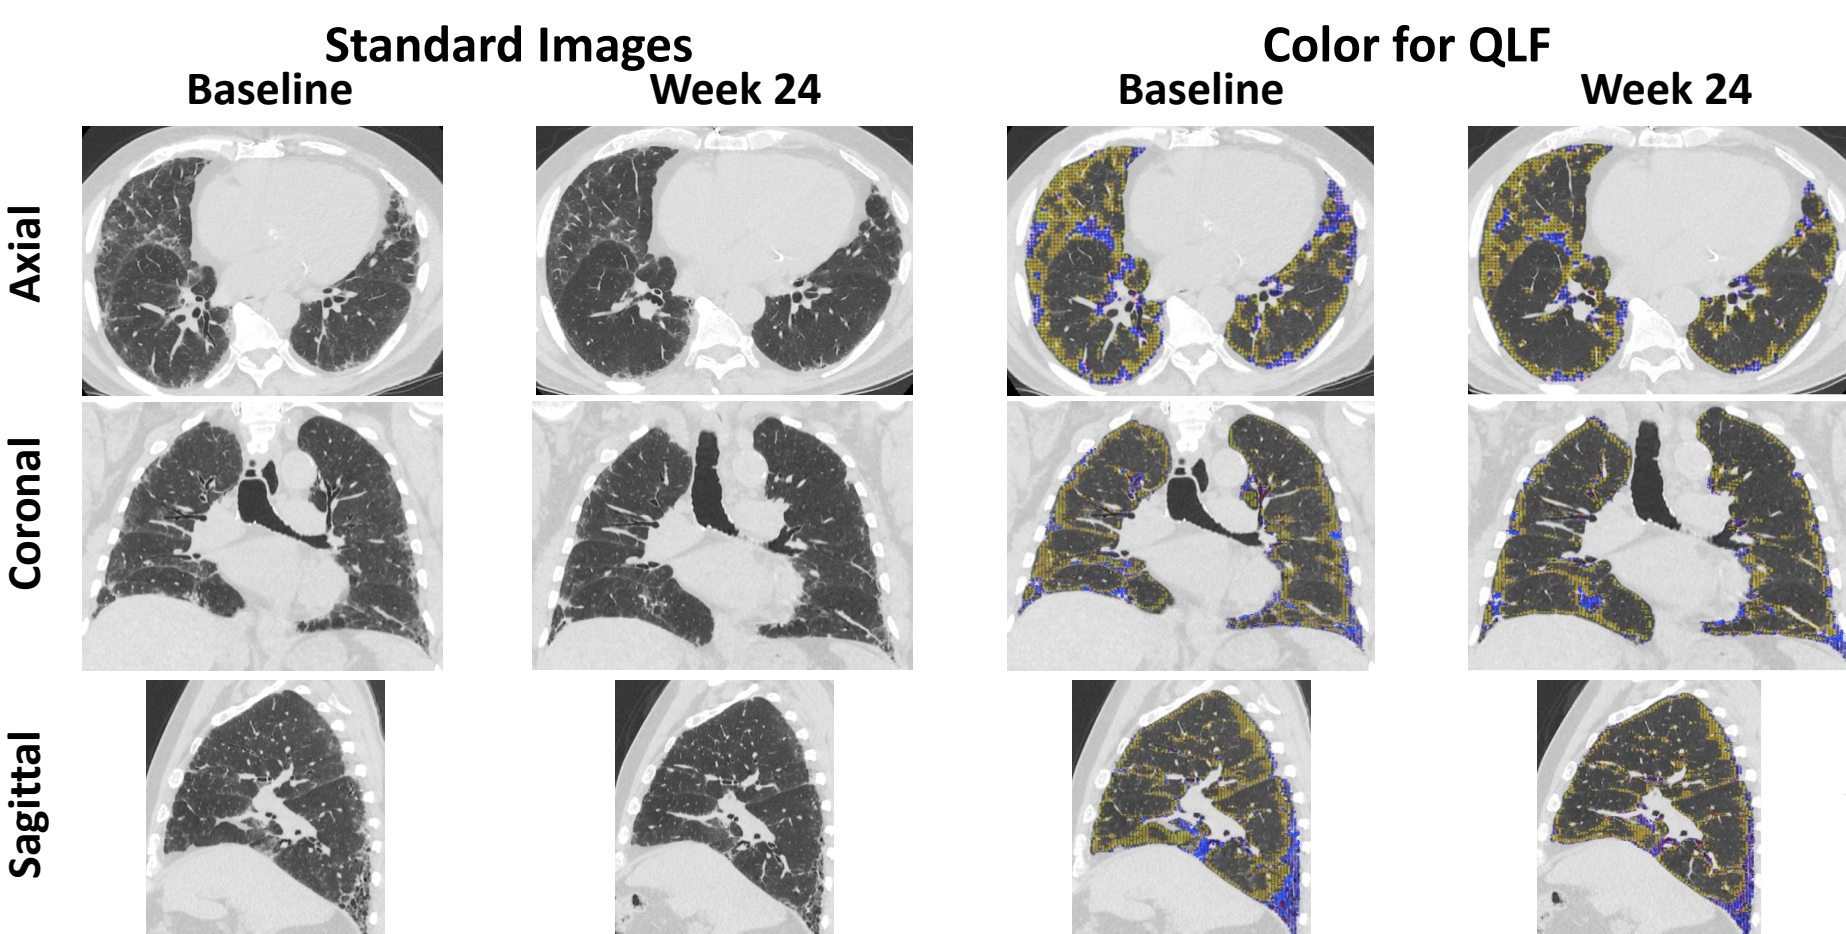 Standard Images
Color for QLF
Baseline
Week 24
Baseline
Week 24
Axial
Coronal
Sagittal